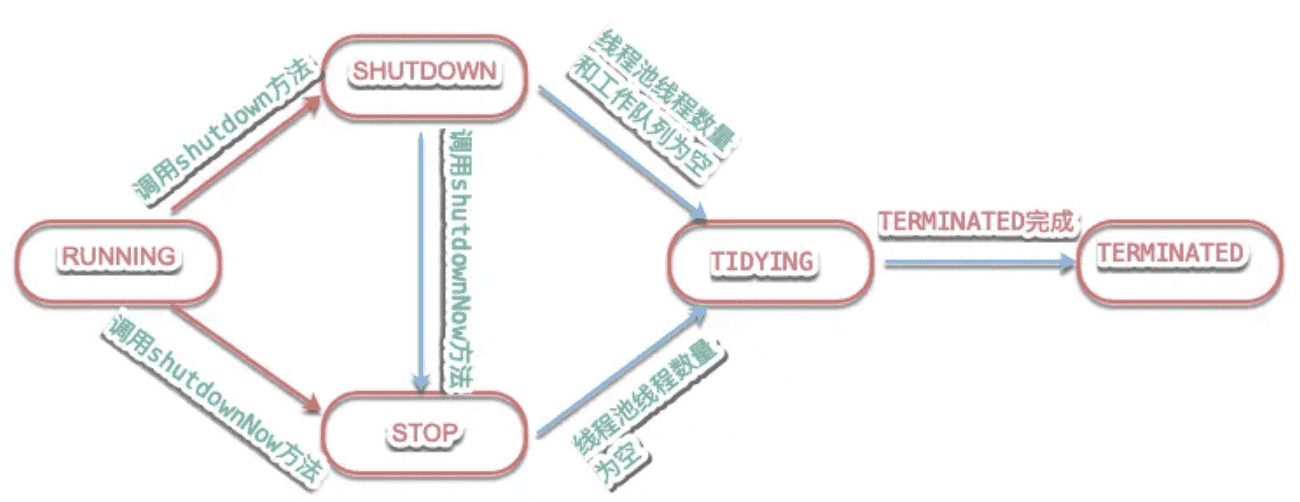 SHUTDOWN
调用shutdown方法
线程池线程数量
和工作队列为空
调用shutdownNow方法
RUNNING
TIDYING
TERMINATED完成
TERMINATED
调用shutdownNow方法
STOP
线程池线程数量
为空